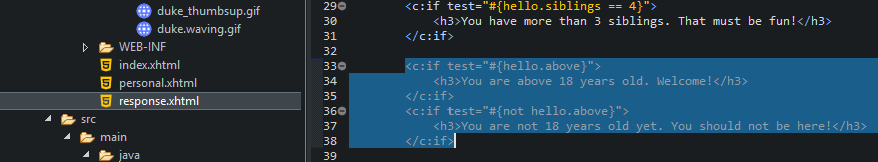 duke_thumbsup.gif
duke.waving.gif
WEB-INF
index.xhtml
personal.xhtml
response.xhtml
src
main
java
29 <c:if test="#{hello.siblings == 4}">
30 <h3>You have more than 3 siblings. That must be fun!</h3>
31 </c:if>
32
33 <c:if test="#{hello.above}">
34 <h3>You are above 18 years old. Welcome!</h3>
35 </c:if>
36 <c:if test="#{not hello.above}">
37 <h3>You are not 18 years old yet. You should not be here!</h3>
38 </c:if>
39